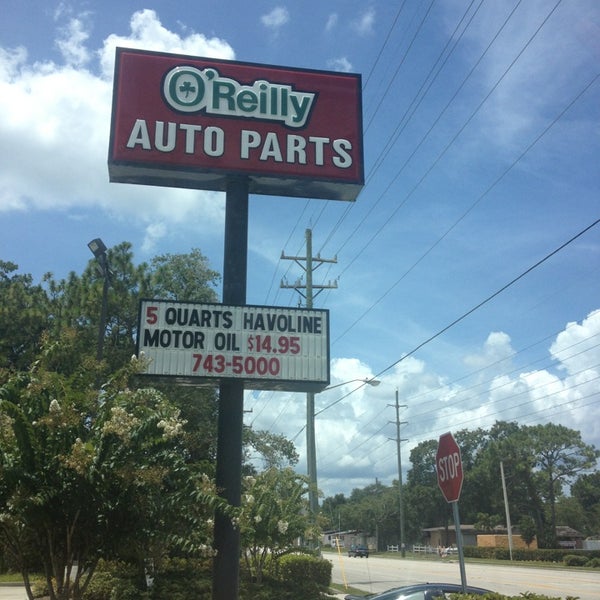 O'Reilly
AUTO PARTS
5 QUARTS HAVOLINE
MOTOR OIL $14.95
743-5000
STOP